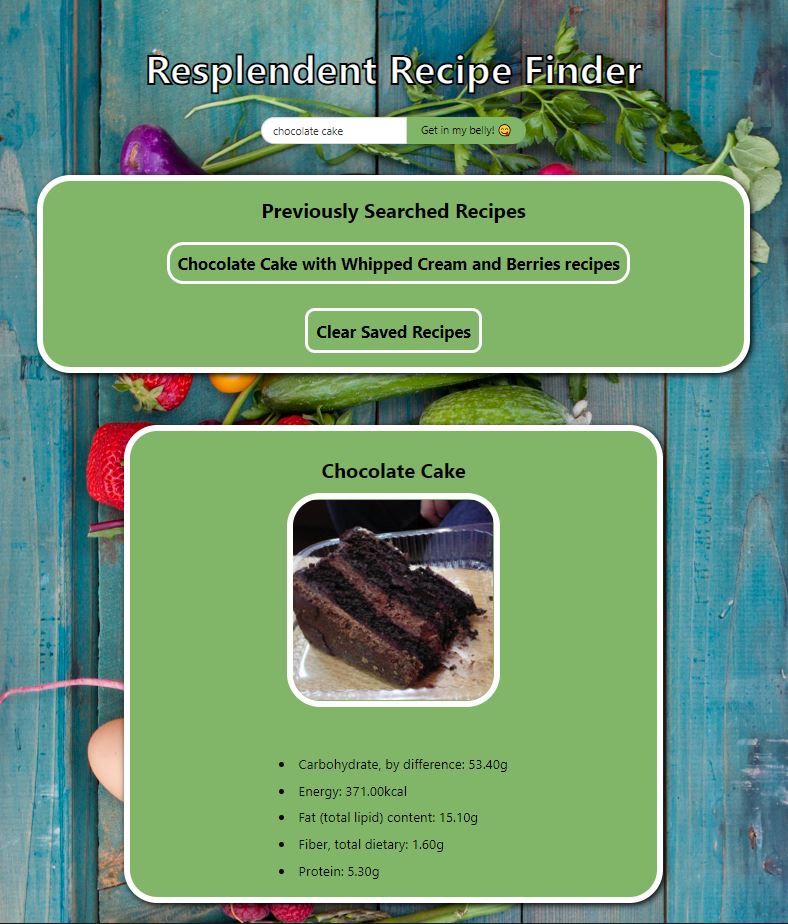 Resplendent Recipe Finder
chocolate cake
Get in my belly! 😋
Previously Searched Recipes
Chocolate Cake with Whipped Cream and Berries recipes
Clear Saved Recipes
Chocolate Cake
• Carbohydrate, by difference: 53.40g
• Energy: 371.00kcal
• Fat (total lipid) content: 15.10g
• Fiber, total dietary: 1.60g
• Protein: 5.30g